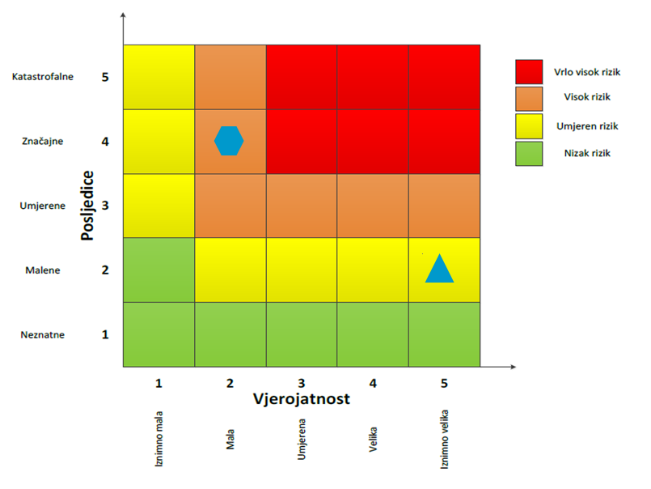 Katastrofalne 5
Značajne 4
Umjerene 3
Malene 2
Neznatne 1
Posljedice
1 2 3 4 5
Vjerojatnost
Iznimno mala
Mala
Umjerena
Velika
Iznimno velika
Vrlo visok rizik
Visok rizik
Umjeren rizik
Nizak rizik